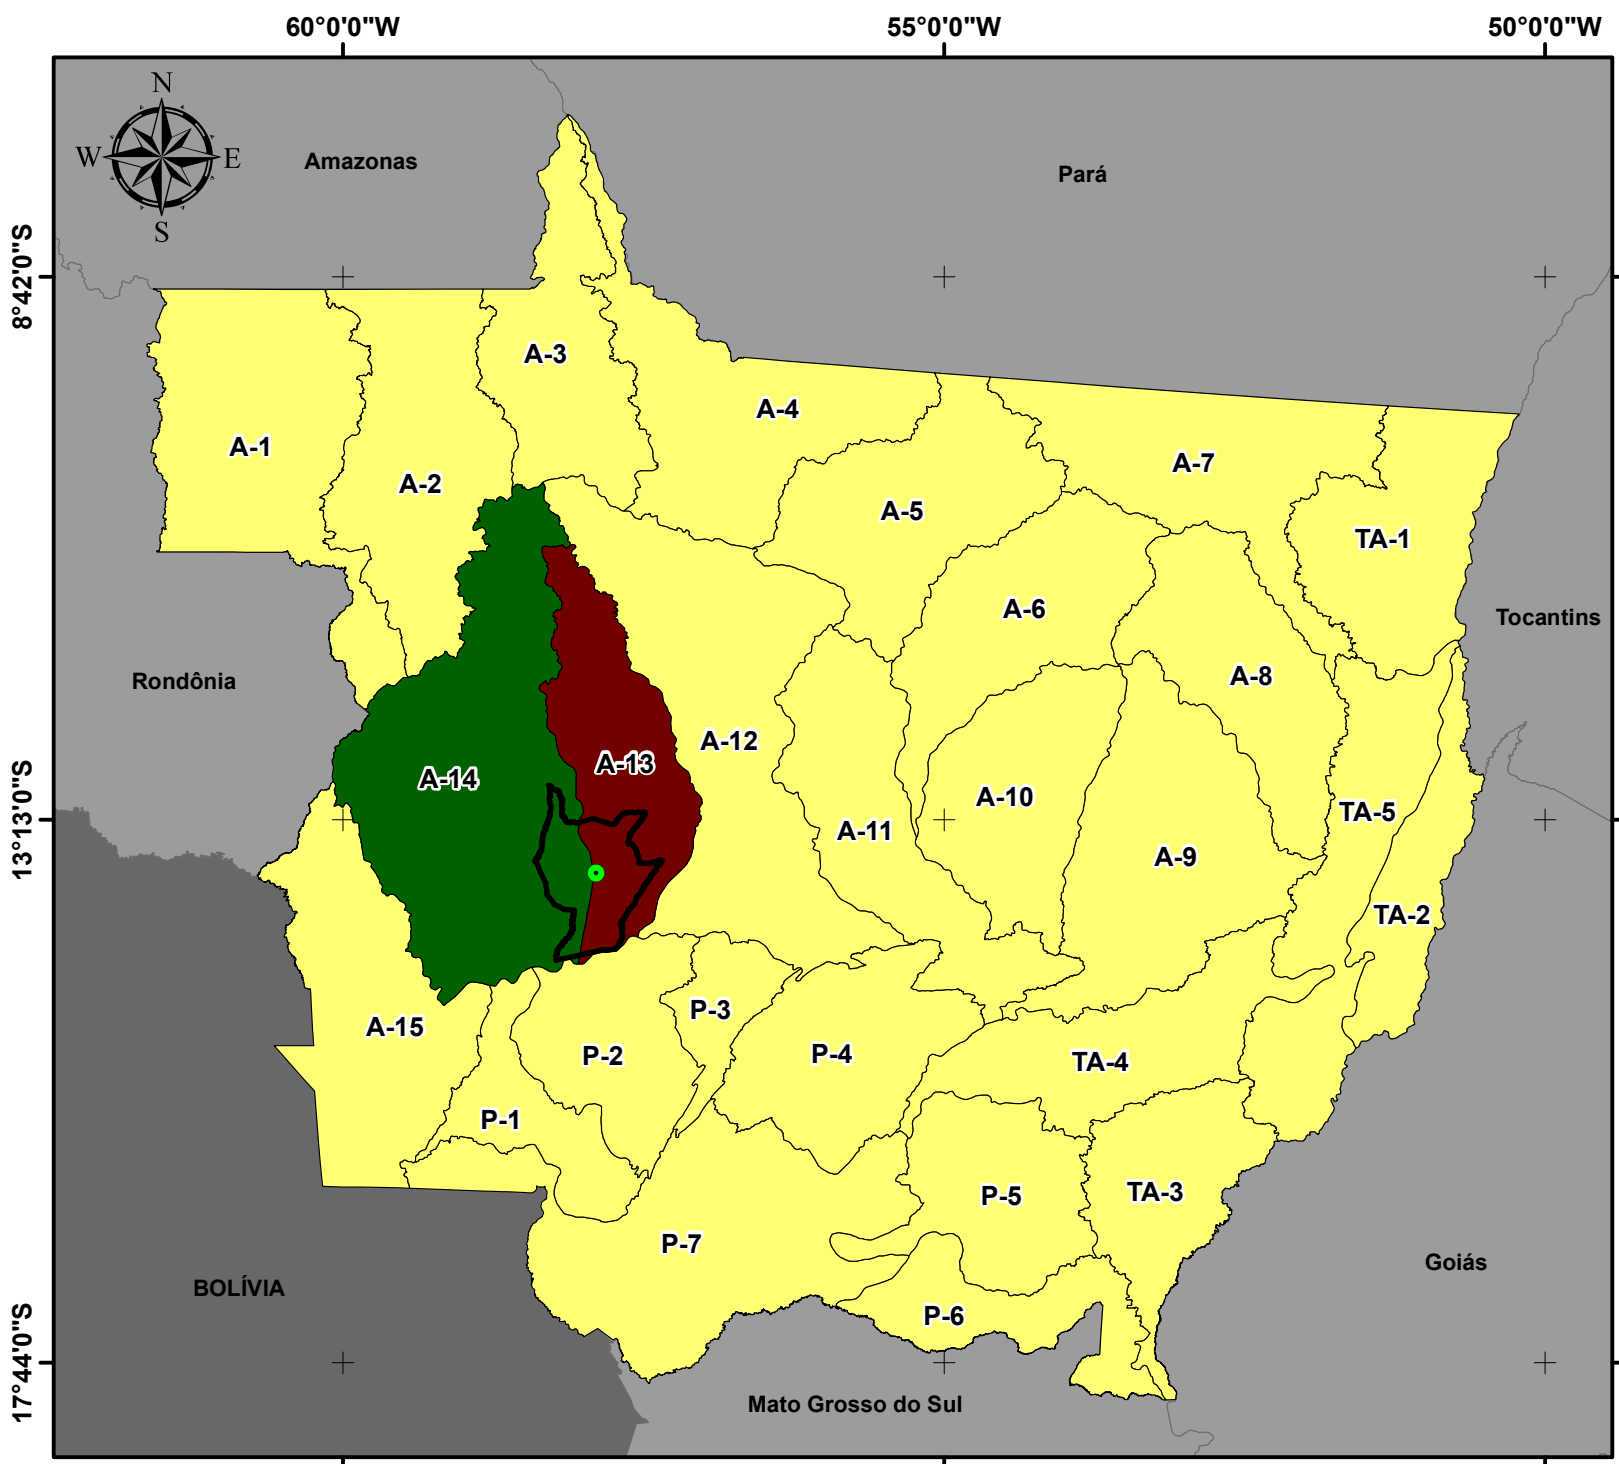 60°0'0"W
55°0'0"W
50°0'0"W
N
W
E
S
Amazonas
Pará
8°42'0"S
A-3
A-4
A-1
A-7
A-2
A-5
TA-1
A-6
Tocantins
Rondônia
A-8
A-12
A-13
A-14
A-10
13°13'0"S
TA-5
A-11
A-9
TA-2
P-3
A-15
P-4
P-2
TA-4
P-1
TA-3
P-5
P-7
Goiás
BOLÍVIA
P-6
17°44'0"S
Mato Grosso do Sul